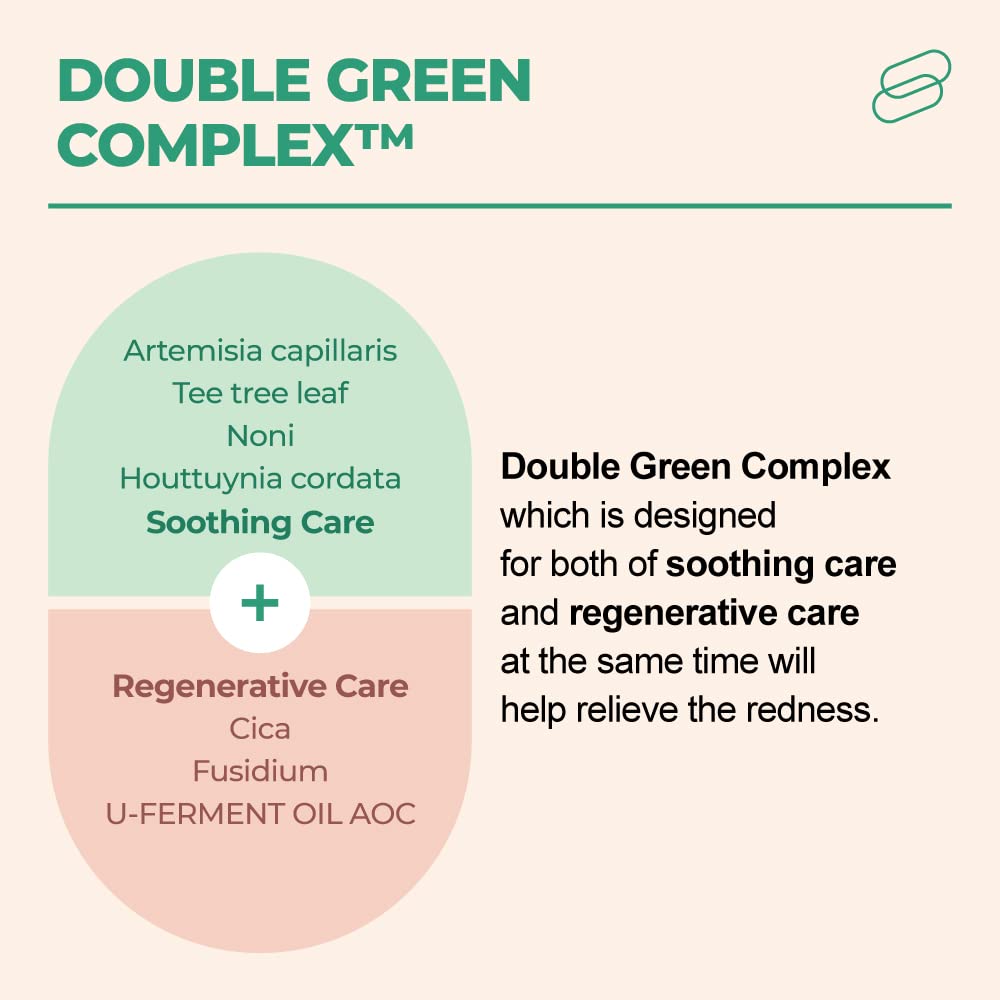 DOUBLE GREEN
COMPLEX™
Artemisia capillaris
Tee tree leaf
Noni
Houttuynia cordata
Soothing Care
+
Regenerative Care
Cica
Fusidium
U-FERMENT OIL AOC
Double Green Complex
which is designed
for both of soothing care
and regenerative care
at the same time will
help relieve the redness.